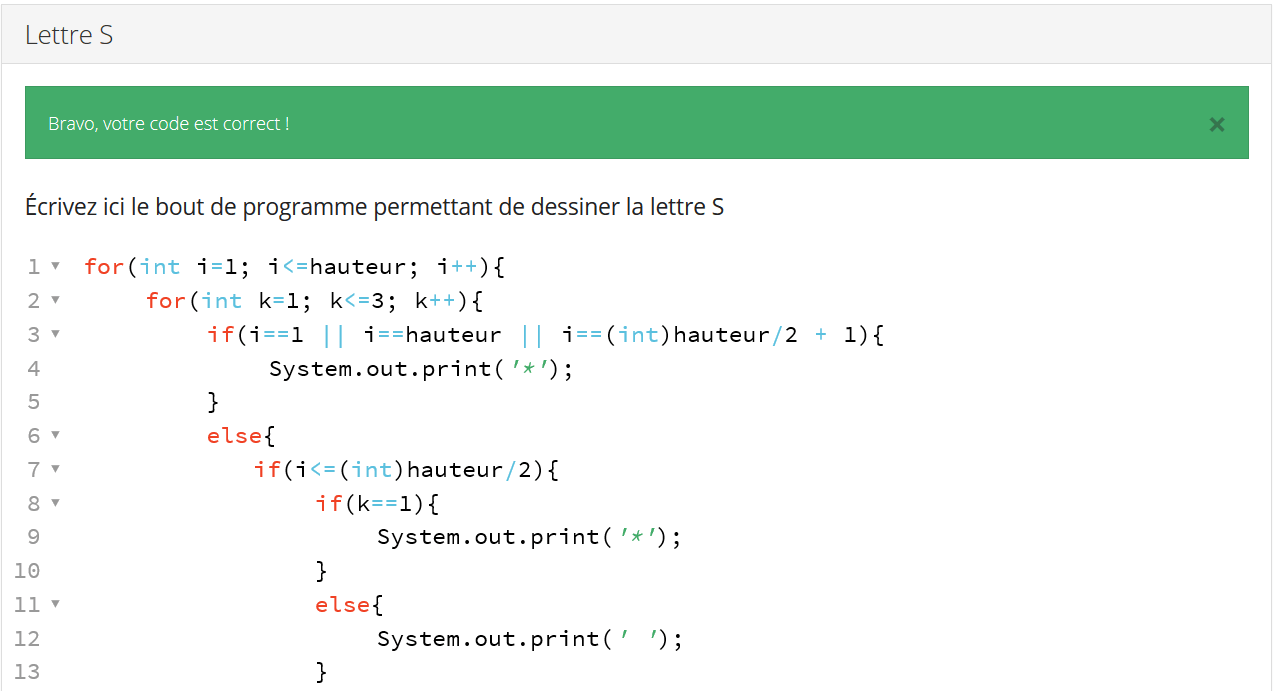 Lettre S
Bravo, votre code est correct !
×
Écrivez ici le bout de programme permettant de dessiner la lettre S
1 for(int i=1; i<=hauteur; i++){
2 for(int k=1; k<=3; k++){
3 if(i==1 || i==hauteur || i==(int)hauteur/2 + 1){
4 System.out.print('*');
5 }
6 else{
7 if(i<=(int)hauteur/2){
8 if(k==1){
9 System.out.print('*');
10 }
11 else{
12 System.out.print(' ');
13 }